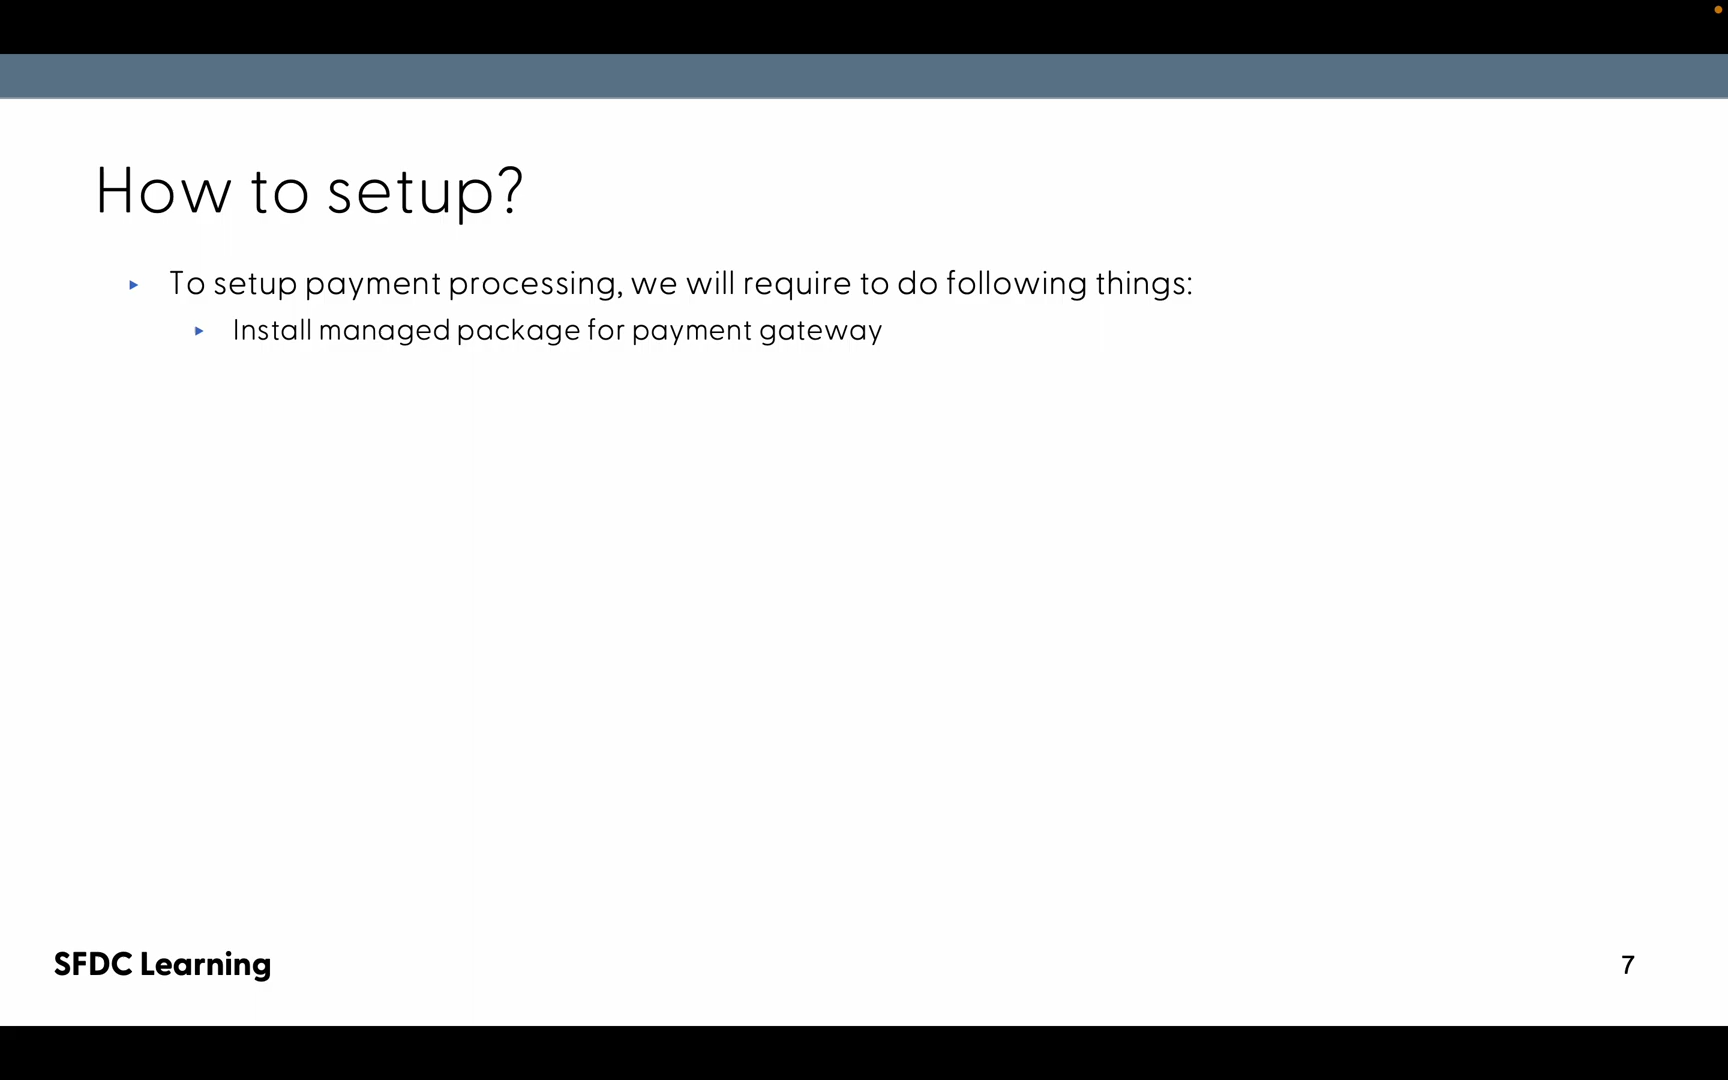 How to setup?
To setup payment processing, we will require to do following things:
Install managed package for payment gateway
SFDC Learning
7